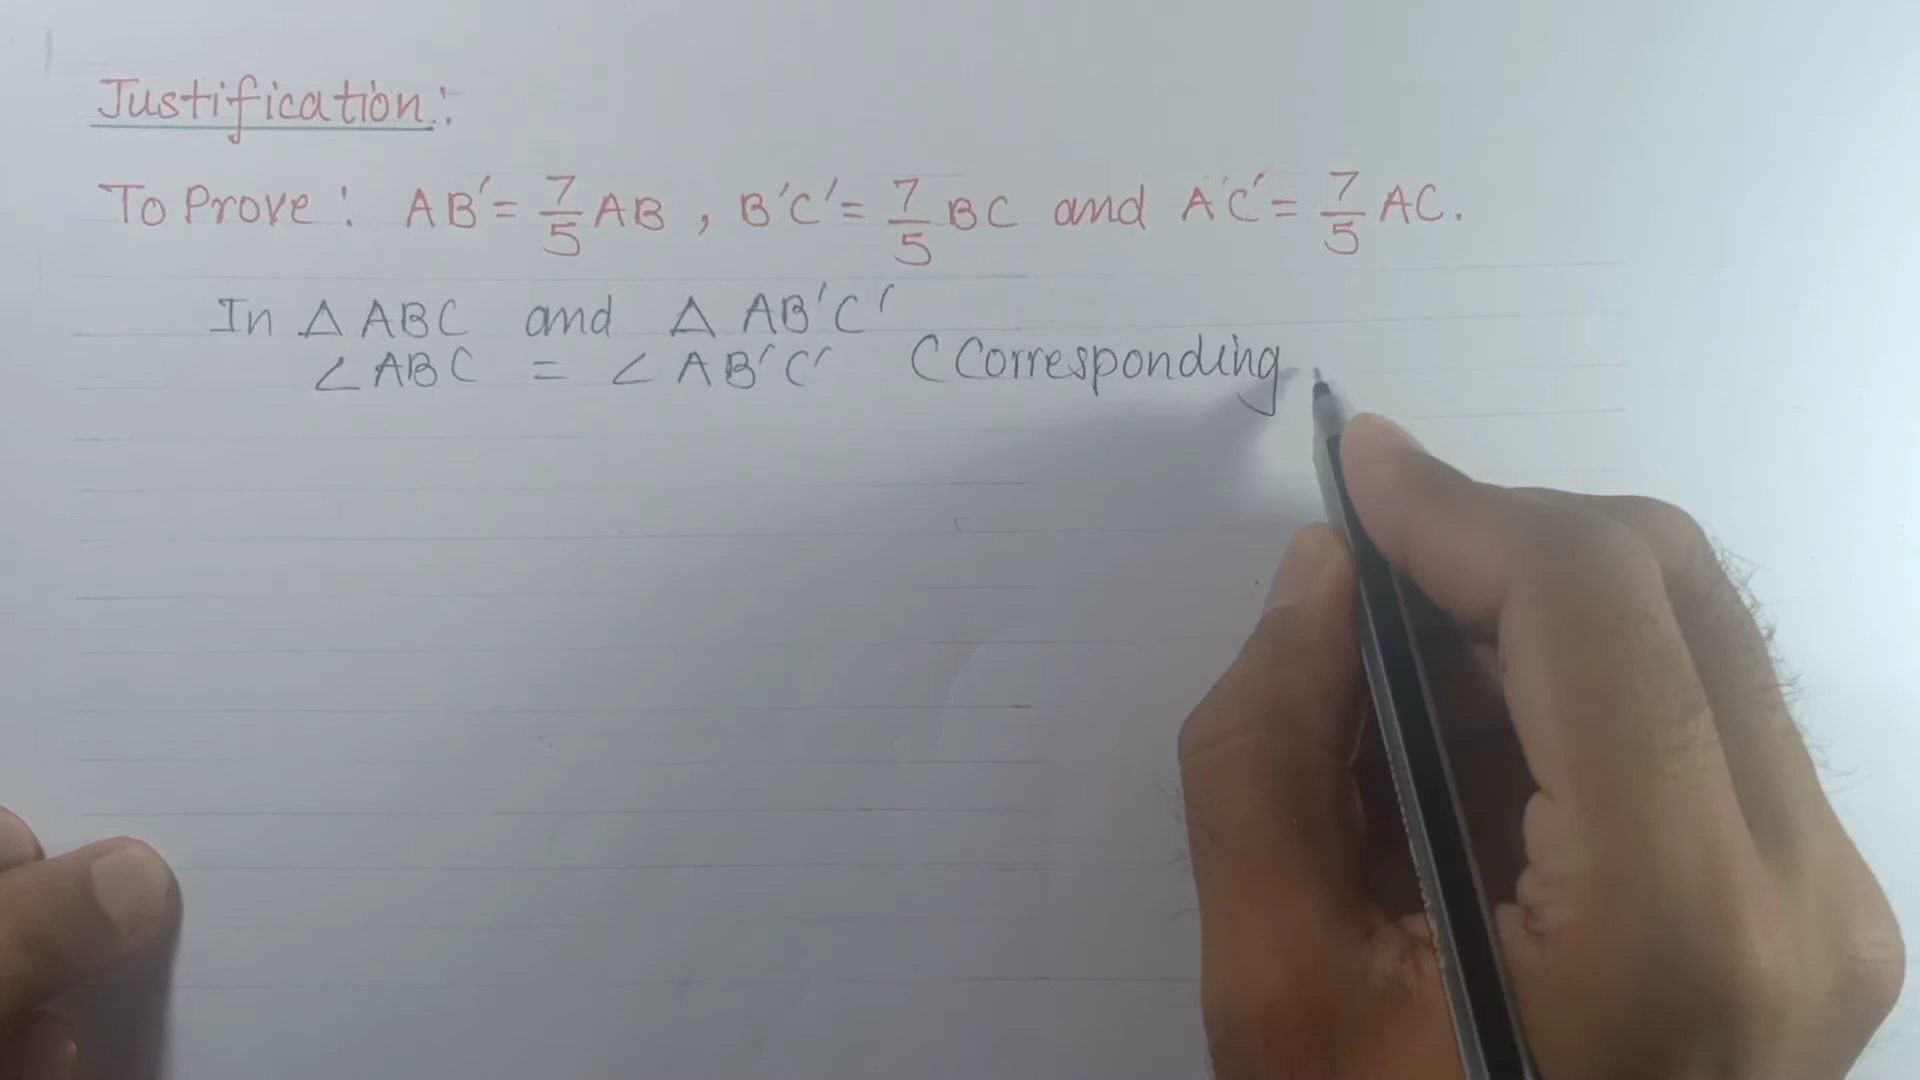 Justification:
To Prove: AB' = 7/5 AB, B'C' = 7/5 BC and A'C' = 7/5 AC.
In △ ABC and △ AB'C'
∠ABC = ∠AB'C' (Corresponding